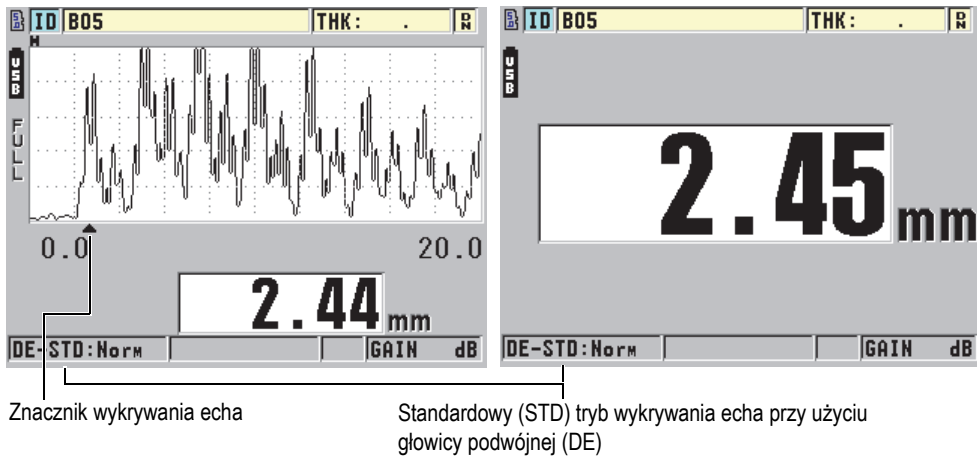 ID B05 THK: . DN
USB
FULL
0.0 20.0
2.44 mm
DE-STD:Norm GAIN dB
ID B05 THK: . DN
USB
2.45 mm
DE-STD:Norm GAIN dB
Znacznik wykrywania echa
Standardowy (STD) tryb wykrywania echa przy użyciu
głowicy podwójnej (DE)